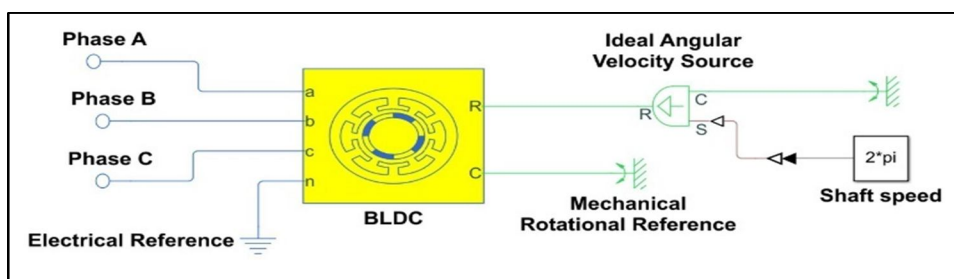 Phase A
Ideal Angular
Velocity Source
a
Phase B
R
C
b
R
S
Phase C
c
2*pi
C
n
Shaft speed
Mechanical
Rotational Reference
BLDC
Electrical Reference